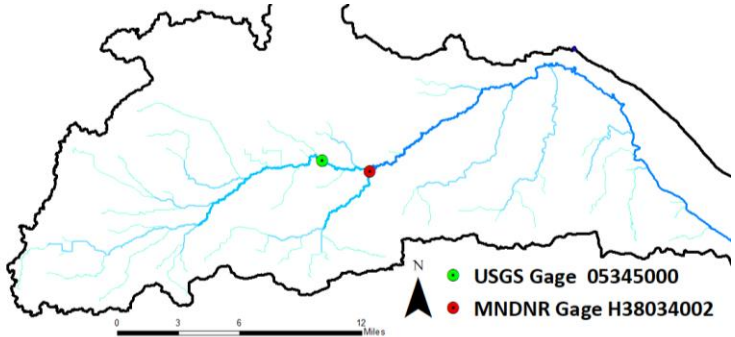 N
USGS Gage 05345000
MNDNR Gage H38034002
0 3 6 12
Miles